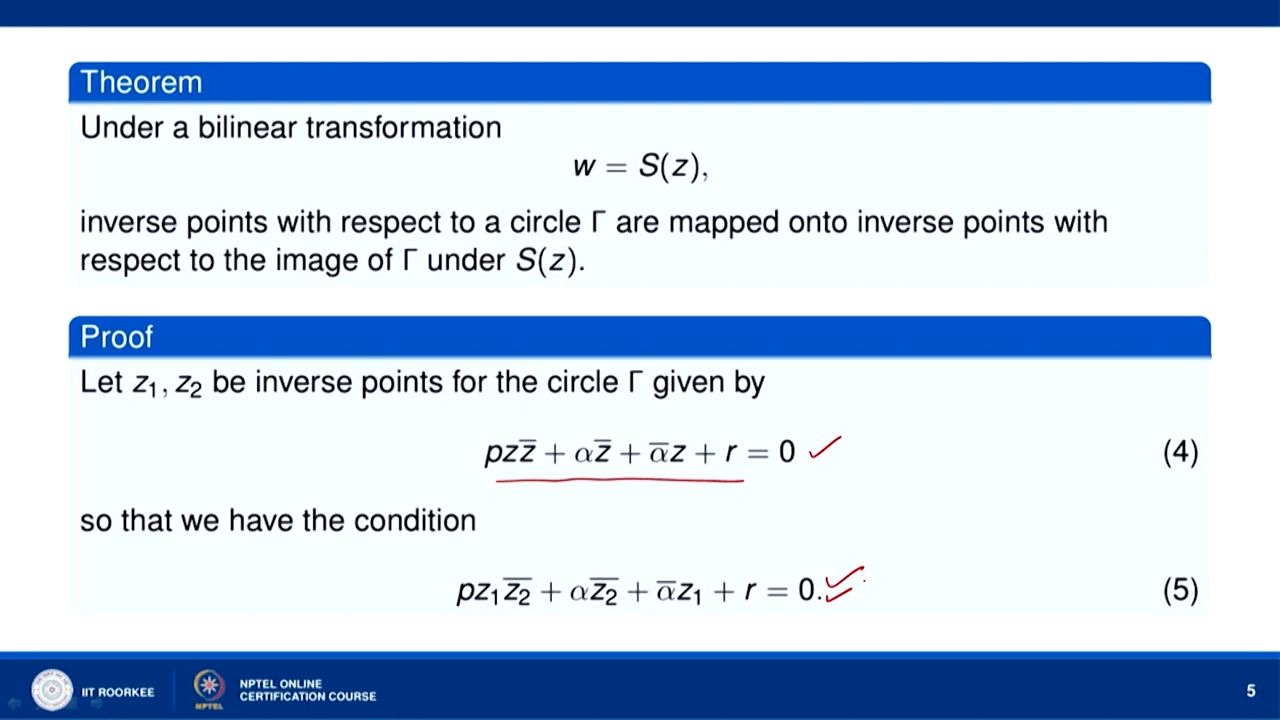 Theorem
Under a bilinear transformation
w = S(z),
inverse points with respect to a circle Γ are mapped onto inverse points with
respect to the image of Γ under S(z).
Proof
Let z₁, z₂ be inverse points for the circle Γ given by
pzz̅ + αz̅ + α̅z + r = 0 (4)
so that we have the condition
pz₁z̅₂ + αz̅₂ + α̅z₁ + r = 0. (5)
IIT ROORKEE
NPTEL
NPTEL ONLINE
CERTIFICATION COURSE
5